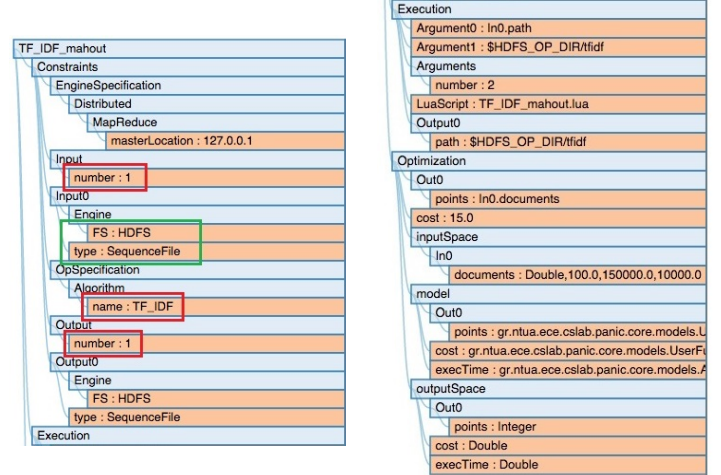 TF_IDF_mahout
Constraints
EngineSpecification
Distributed
MapReduce
masterLocation : 127.0.0.1
Input
number : 1
Input0
Engine
FS : HDFS
type : SequenceFile
OpSpecification
Algorithm
name : TF_IDF
Output
number : 1
Output0
Engine
FS : HDFS
type : SequenceFile
Execution
Execution
Argument0 : In0.path
Argument1 : $HDFS_OP_DIR/tfidf
Arguments
number : 2
LuaScript : TF_IDF_mahout.lua
Output0
path : $HDFS_OP_DIR/tfidf
Optimization
Out0
points : In0.documents
cost : 15.0
inputSpace
In0
documents : Double,100.0,150000.0,10000.0
model
Out0
points : gr.ntua.ece.cslab.panic.core.models.U
cost : gr.ntua.ece.cslab.panic.core.models.UserFu
execTime : gr.ntua.ece.cslab.panic.core.models.A
outputSpace
Out0
points : Integer
cost : Double
execTime : Double